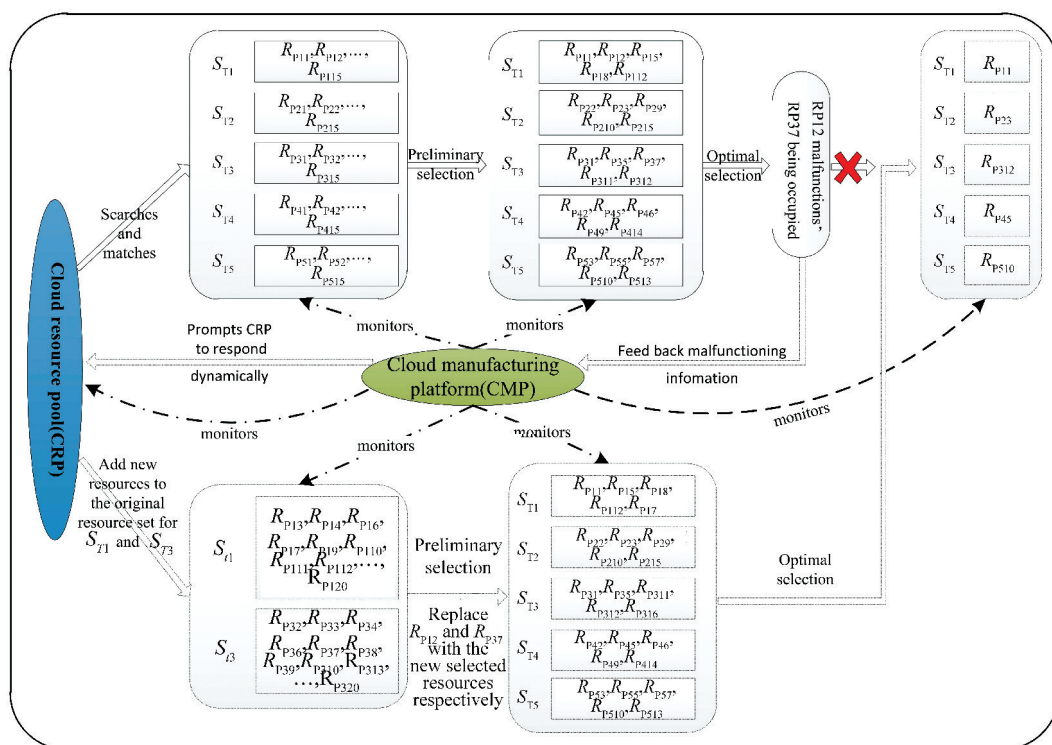 Cloud resource pool(CRP)
Searches
and
matches
S_T1
R_P11,R_P12,…,
R_P115
S_T2
R_P21,R_P22,…,
R_P215
S_T3
R_P31,R_P32,…,
R_P315
S_T4
R_P41,R_P42,…,
R_P415
S_T5
R_P51,R_P52,…,
R_P515
Preliminary
selection
S_T1
R_P11,R_P12,R_P15,
R_P18,R_P112
S_T2
R_P22,R_P23,R_P29,
R_P210,R_P215
S_T3
R_P31,R_P35,R_P37,
R_P311,R_P312
S_T4
R_P42,R_P45,R_P46,
R_P49,R_P414
S_T5
R_P53,R_P55,R_P57,
R_P510,R_P513
Optimal
selection
RP12 malfunctions”
RP37 being occupied
S_T1
R_P11
S_T2
R_P23
S_T3
R_P312
S_T4
R_P45
S_T5
R_P510
monitors
monitors
Prompts CRP
to respond
dynamically
Cloud manufacturing
platform(CMP)
Feed back malfunctioning
infomation
monitors
monitors
monitors
monitors
Add new
resources to
the original
resource set for
S_T1 and S_T3
S_t1
R_P13,R_P14,R_P16,
R_P17,R_P19,R_P110,
R_P111,R_P112,…,
R_P120
S_t3
R_P32,R_P33,R_P34,
R_P36,R_P37,R_P38,
R_P39,R_P310,R_P313,
…,R_P320
Preliminary
selection
Replace
R_P12 and R_P37
with the
new selected
resources
respectively
S_T1
R_P11,R_P15,R_P18,
R_P112,R_P17
S_T2
R_P22,R_P23,R_P29,
R_P210,R_P215
S_T3
R_P31,R_P35,R_P311,
R_P312,R_P316
S_T4
R_P42,R_P45,R_P46,
R_P49,R_P414
S_T5
R_P53,R_P55,R_P57,
R_P510,R_P513
Optimal
selection